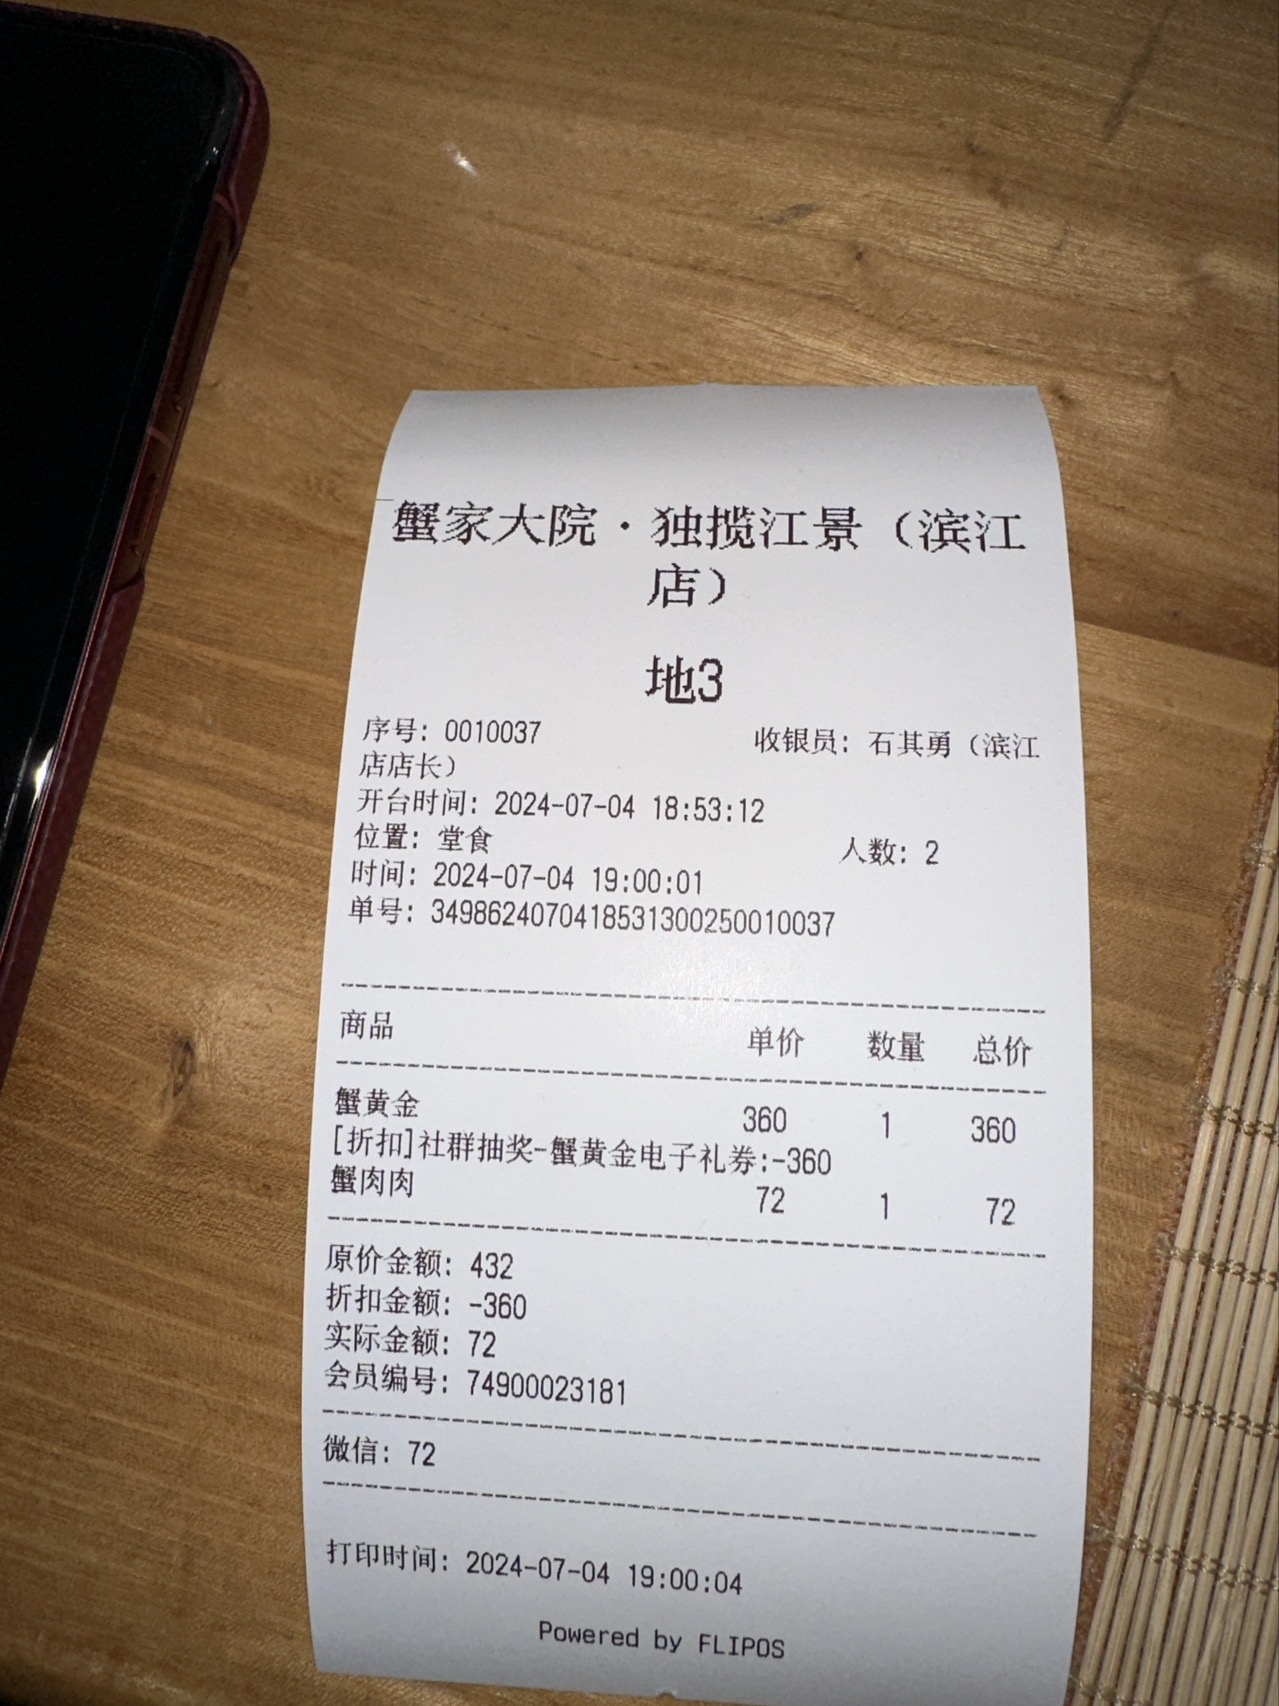 蟹家大院·独揽江景（滨江
店）
地3
序号: 0010037 收银员: 石其勇（滨江
店店长）
开台时间: 2024-07-04 18:53:12
位置: 堂食 人数: 2
时间: 2024-07-04 19:00:01
单号: 3498624070418531300250010037
商品 单价 数量 总价
蟹黄金 360 1 360
[折扣]社群抽奖-蟹黄金电子礼券:-360
蟹肉肉 72 1 72
原价金额: 432
折扣金额: -360
实际金额: 72
会员编号: 74900023181
微信: 72
打印时间: 2024-07-04 19:00:04
Powered by FLIPOS